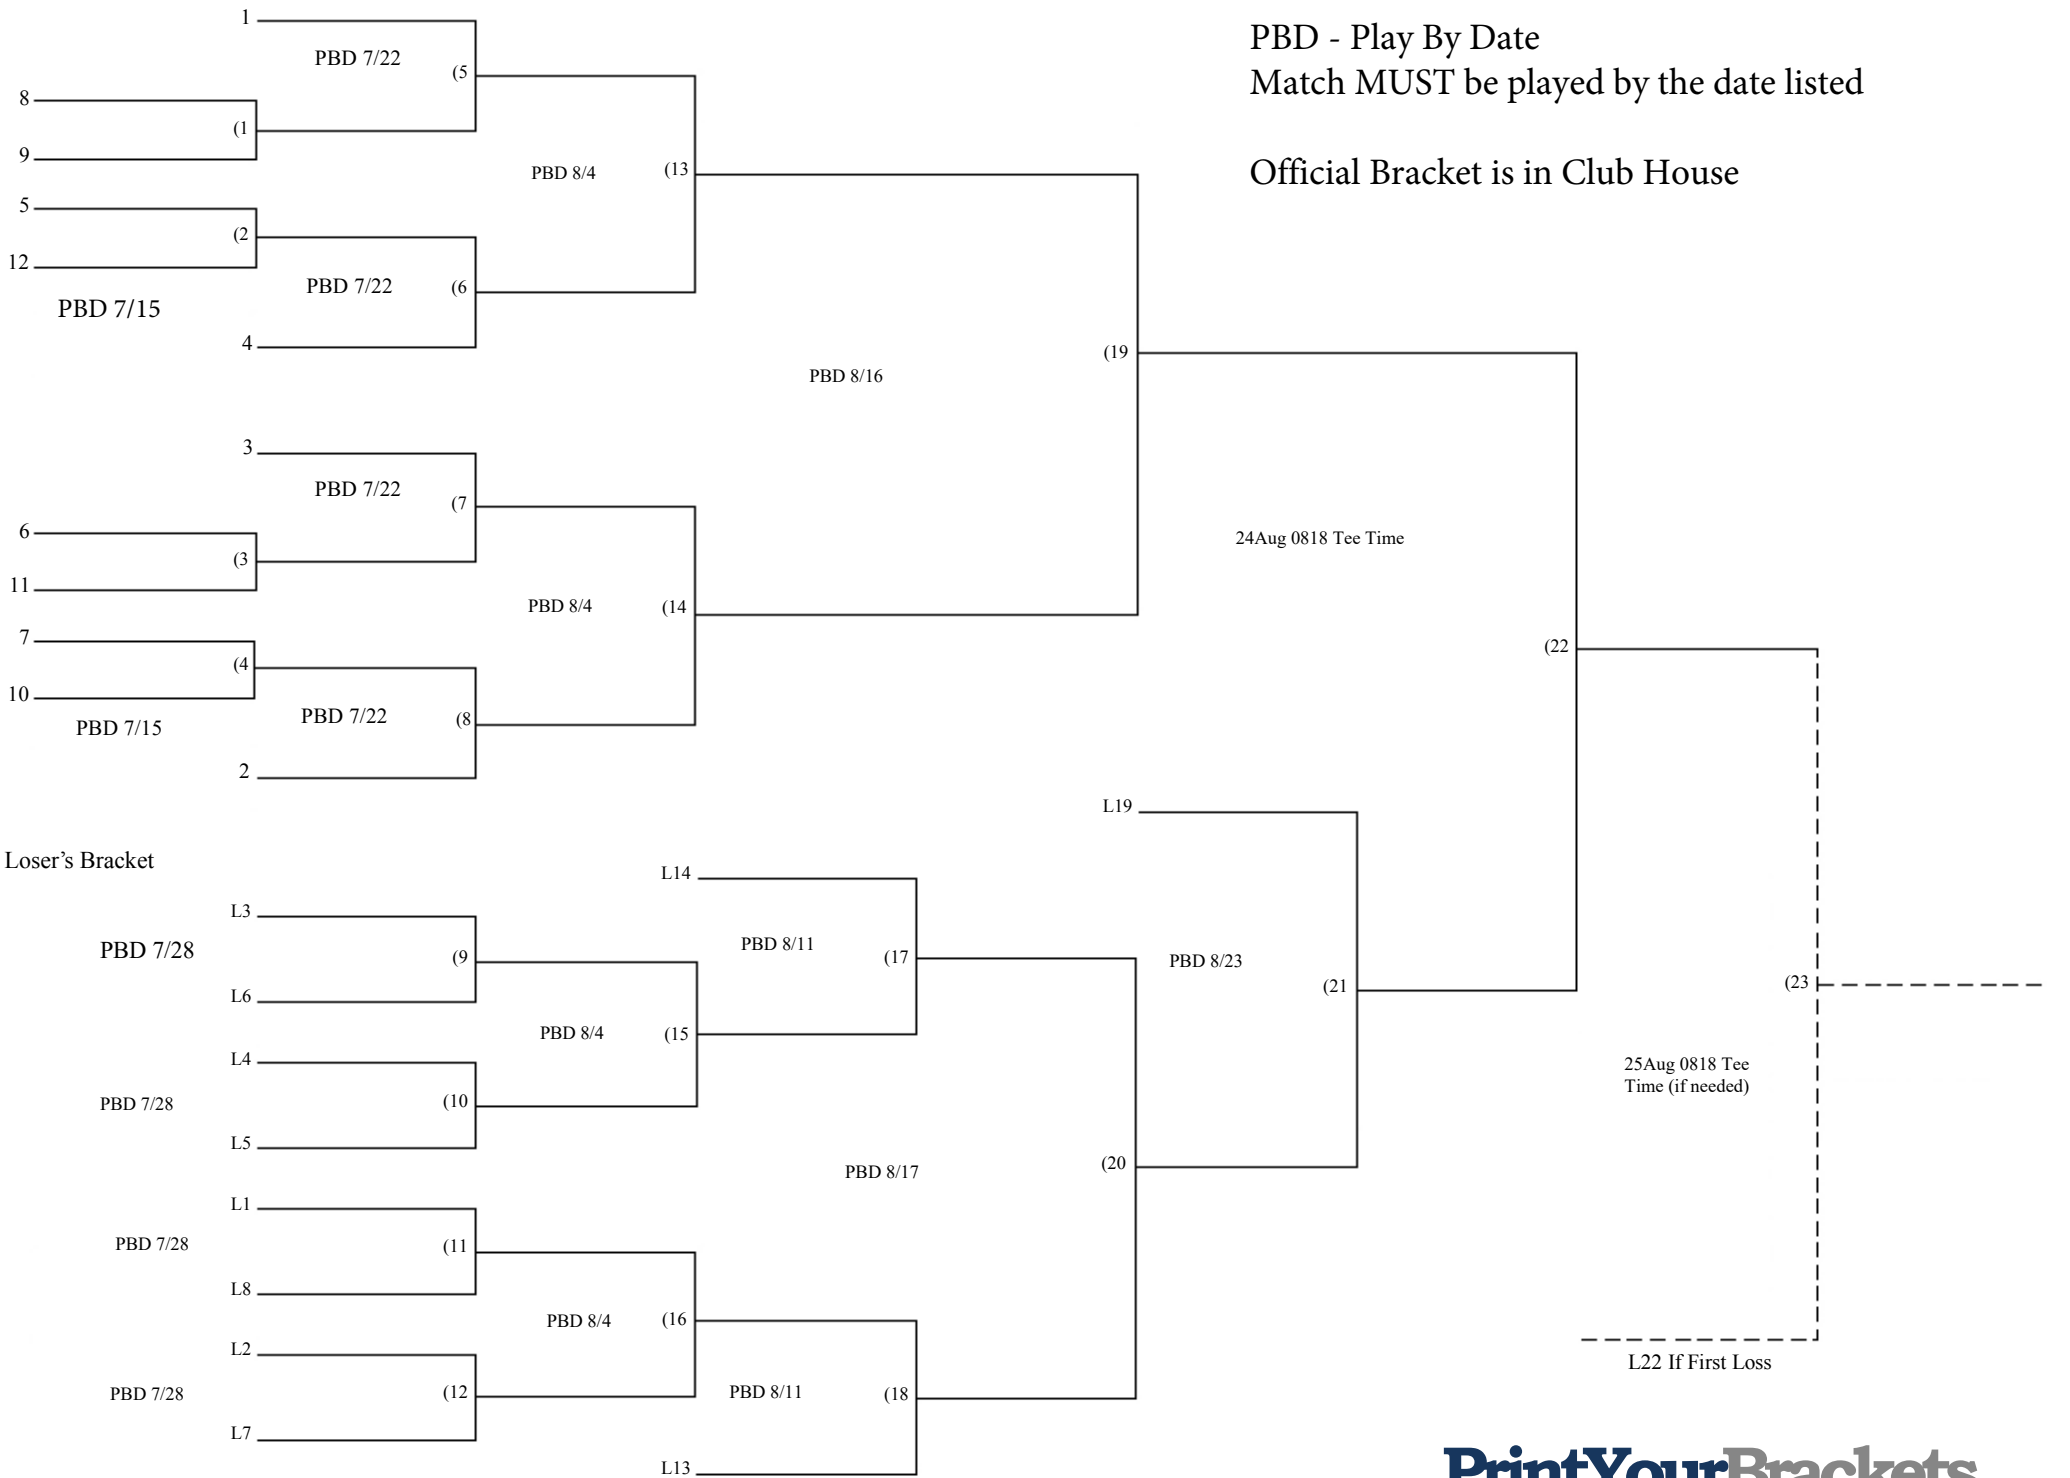 1
PBD 7/22
(5
8
(1
9
PBD 8/4
(13
5
(2
12
PBD 7/22
(6
PBD 7/15
4
PBD - Play By Date
Match MUST be played by the date listed
Official Bracket is in Club House
(19
PBD 8/16
3
PBD 7/22
(7
6
(3
11
PBD 8/4
(14
7
(4
10
PBD 7/22
(8
PBD 7/15
2
24Aug 0818 Tee Time
(22
L19
Loser's Bracket
L14
L3
PBD 7/28
(9
L6
PBD 8/11
(17
PBD 8/23
(21
(23
PBD 8/4
(15
L4
PBD 7/28
(10
L5
25Aug 0818 Tee
Time (if needed)
PBD 8/17
(20
L1
PBD 7/28
(11
L8
PBD 8/4
(16
L2
PBD 7/28
(12
L7
PBD 8/11
(18
L13
L22 If First Loss
PrintYourBrackets